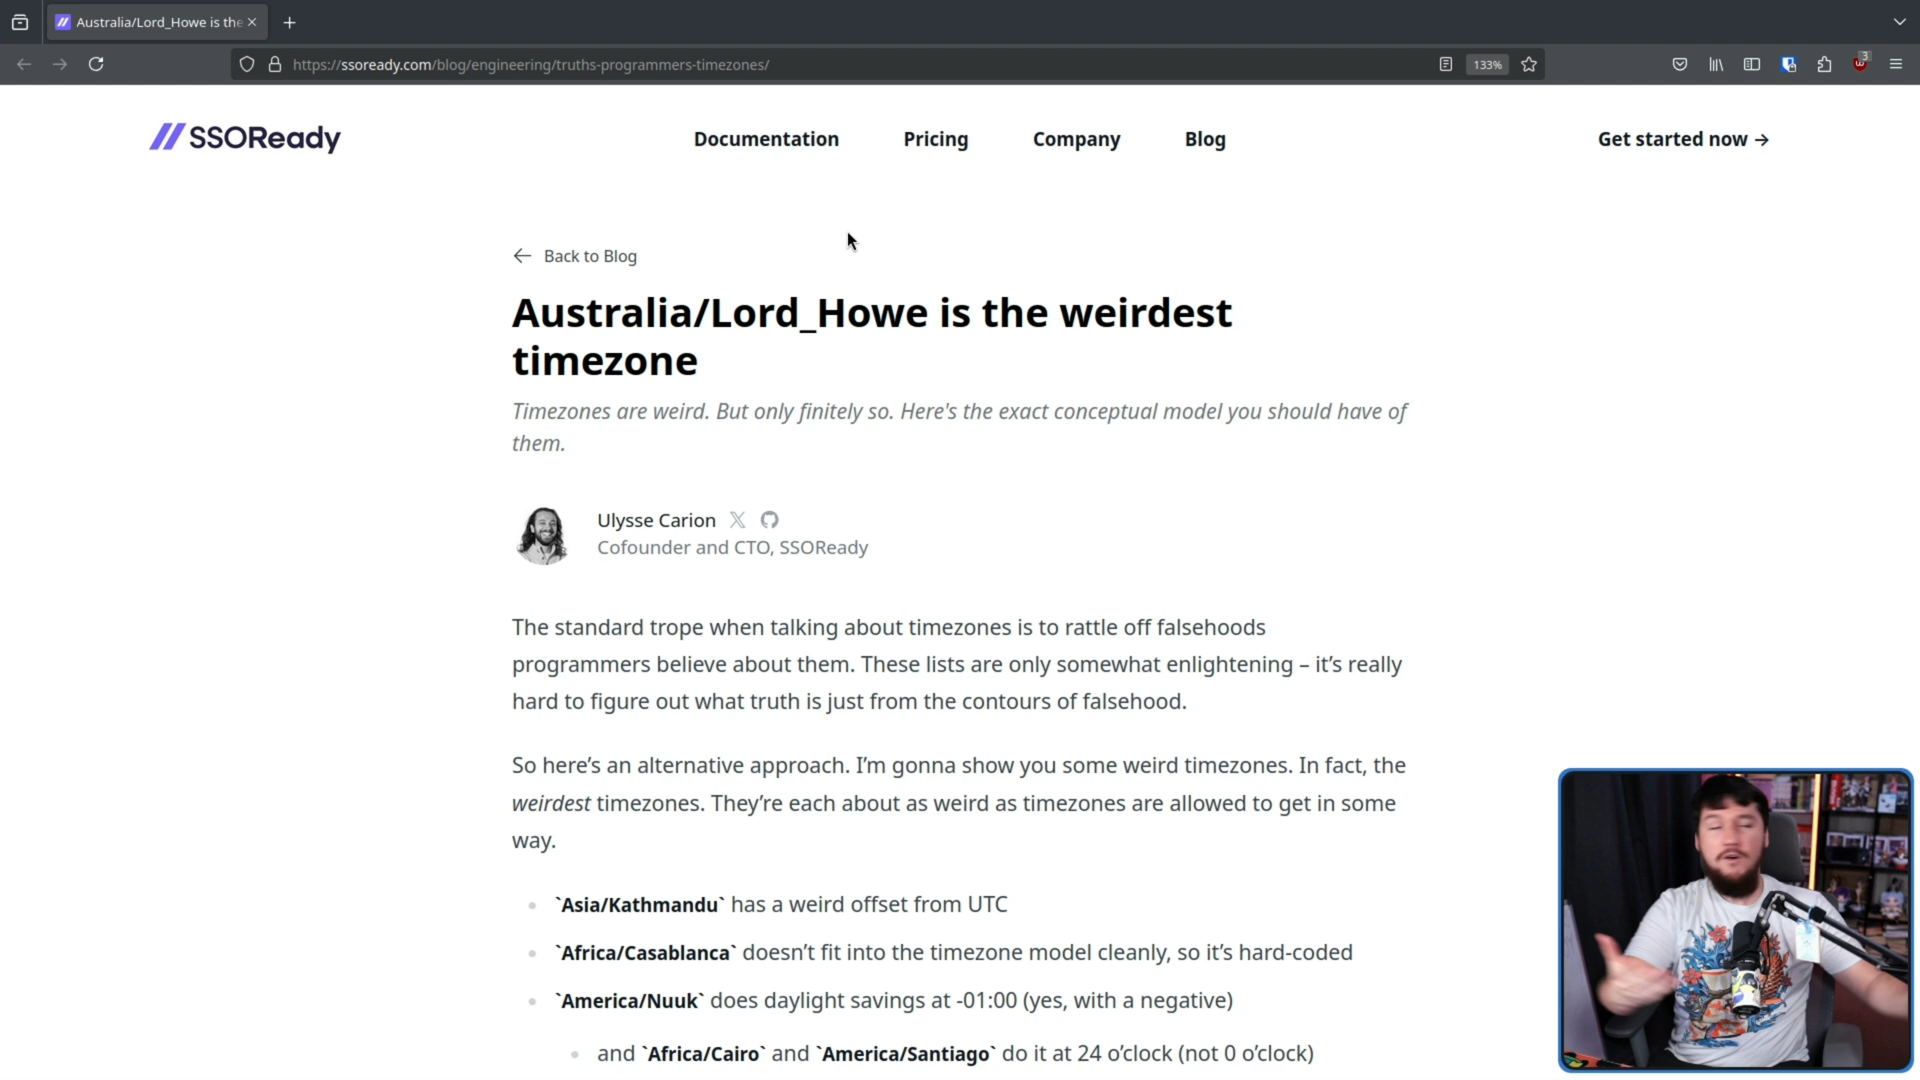 Australia/Lord_Howe is the
https://ssoready.com/blog/engineering/truths-programmers-timezones/
133%
3
SSOReady
Documentation
Pricing
Company
Blog
Get started now →
← Back to Blog
Australia/Lord_Howe is the weirdest
timezone
Timezones are weird. But only finitely so. Here's the exact conceptual model you should have of
them.
Ulysse Carion
Cofounder and CTO, SSOReady
The standard trope when talking about timezones is to rattle off falsehoods
programmers believe about them. These lists are only somewhat enlightening – it’s really
hard to figure out what truth is just from the contours of falsehood.
So here’s an alternative approach. I’m gonna show you some weird timezones. In fact, the
weirdest timezones. They’re each about as weird as timezones are allowed to get in some
way.
`Asia/Kathmandu` has a weird offset from UTC
`Africa/Casablanca` doesn’t fit into the timezone model cleanly, so it’s hard-coded
`America/Nuuk` does daylight savings at -01:00 (yes, with a negative)
and `Africa/Cairo` and `America/Santiago` do it at 24 o’clock (not 0 o’clock)